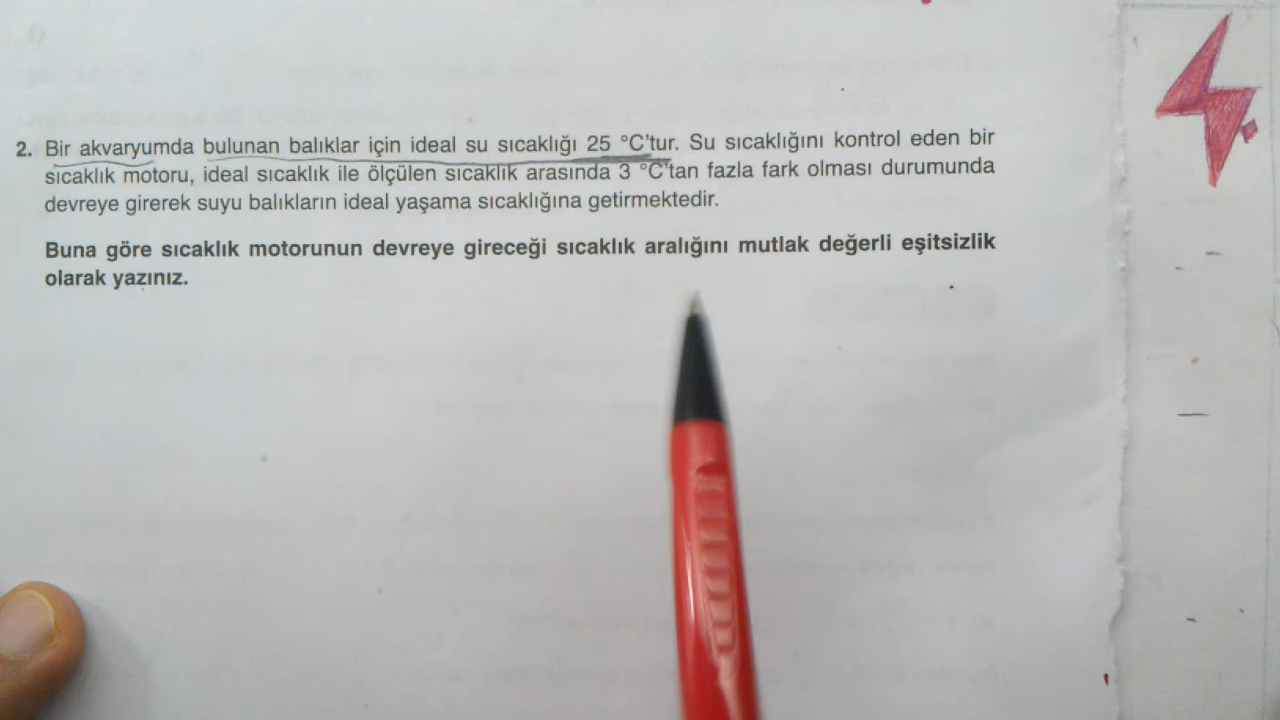 2. Bir akvaryumda bulunan balıklar için ideal su sıcaklığı 25 °C'tur. Su sıcaklığını kontrol eden bir
sıcaklık motoru, ideal sıcaklık ile ölçülen sıcaklık arasında 3 °C'tan fazla fark olması durumunda
devreye girerek suyu balıkların ideal yaşama sıcaklığına getirmektedir.
Buna göre sıcaklık motorunun devreye gireceği sıcaklık aralığını mutlak değerli eşitsizlik
olarak yazınız.